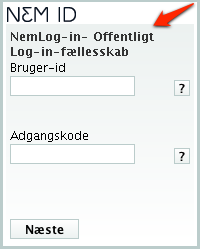 NEM ID
NemLog-in- Offentligt
Log-in-fællesskab
Bruger-id
?
Adgangskode
?
Næste